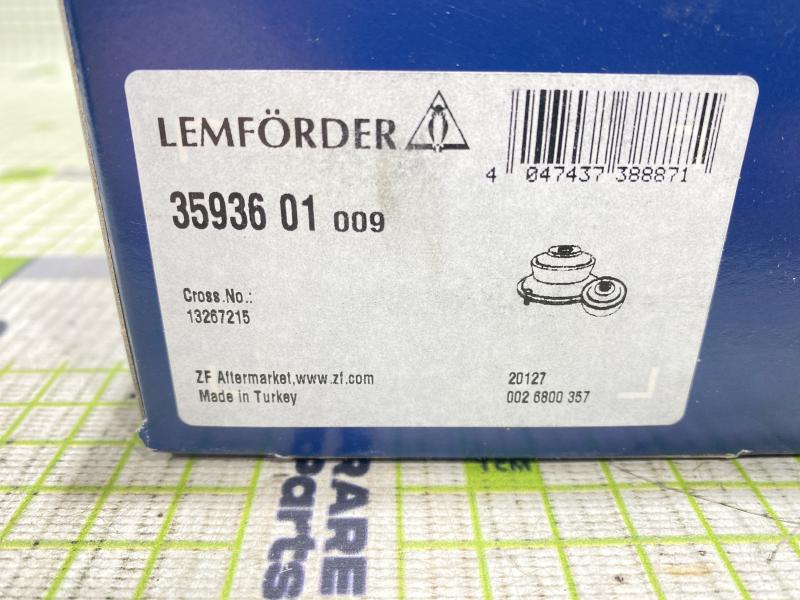 LEMFÖRDER
4 047437 388871
35936 01 009
Cross.No.:
13267215
ZF Aftermarket,www.zf.com
Made in Turkey
20127
002 6800 357
1CM
RARE
parts